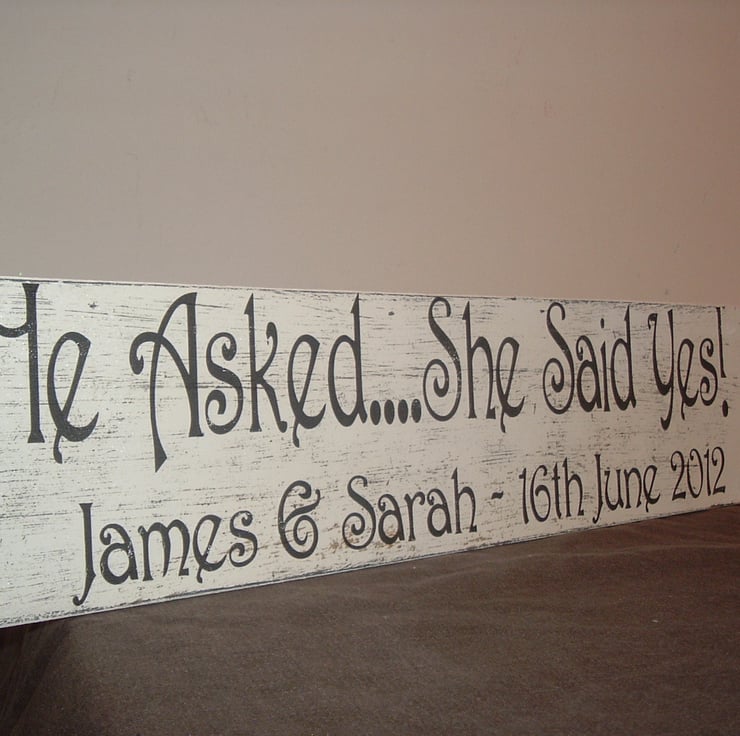 He Asked....She Said Yes!
James & Sarah - 16th June 2012